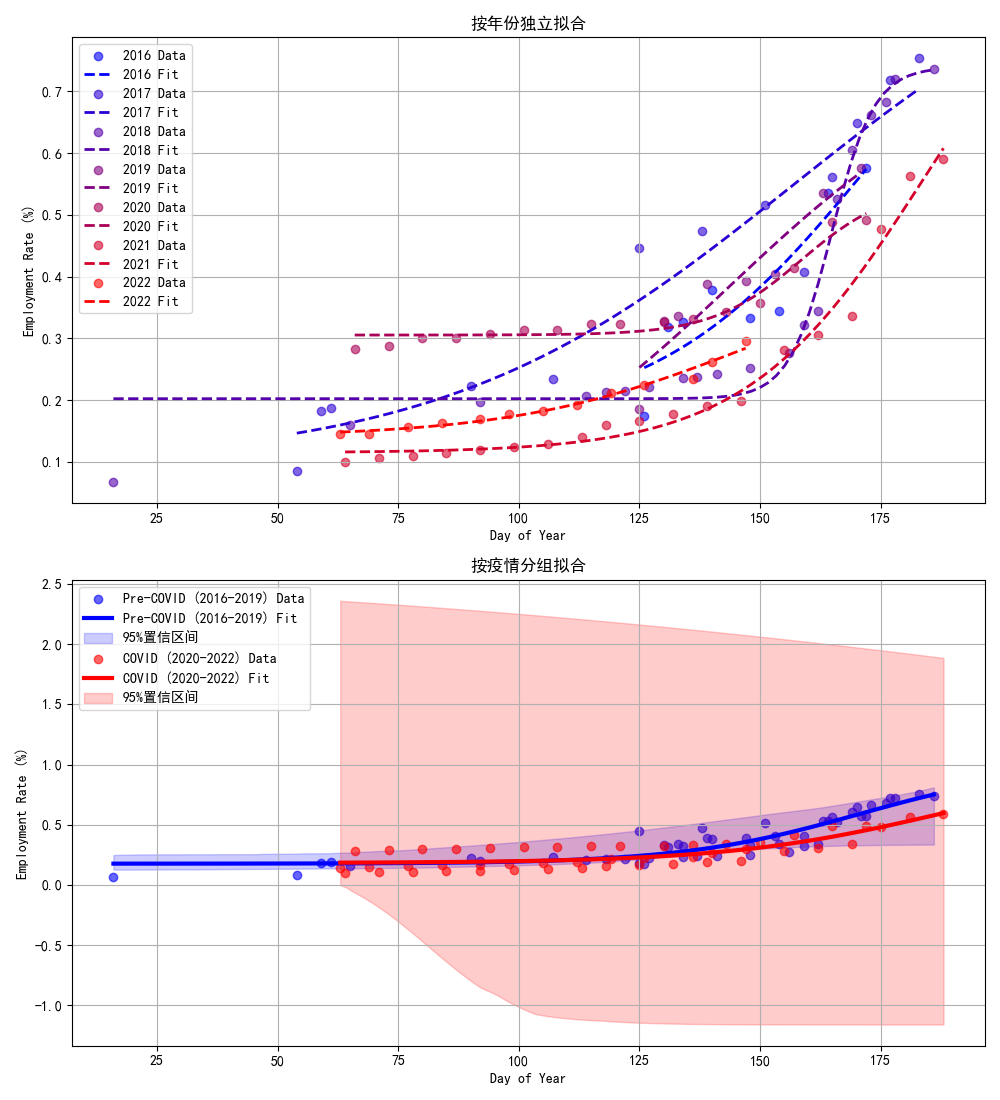 按年份独立拟合
2016 Data
2016 Fit
2017 Data
2017 Fit
2018 Data
2018 Fit
2019 Data
2019 Fit
2020 Data
2020 Fit
2021 Data
2021 Fit
2022 Data
2022 Fit
Employment Rate (%)
0.7
0.6
0.5
0.4
0.3
0.2
0.1
25 50 75 100 125 150 175
Day of Year
按疫情分组拟合
Pre-COVID (2016-2019) Data
Pre-COVID (2016-2019) Fit
95%置信区间
COVID (2020-2022) Data
COVID (2020-2022) Fit
95%置信区间
Employment Rate (%)
2.5
2.0
1.5
1.0
0.5
0.0
-0.5
-1.0
25 50 75 100 125 150 175
Day of Year